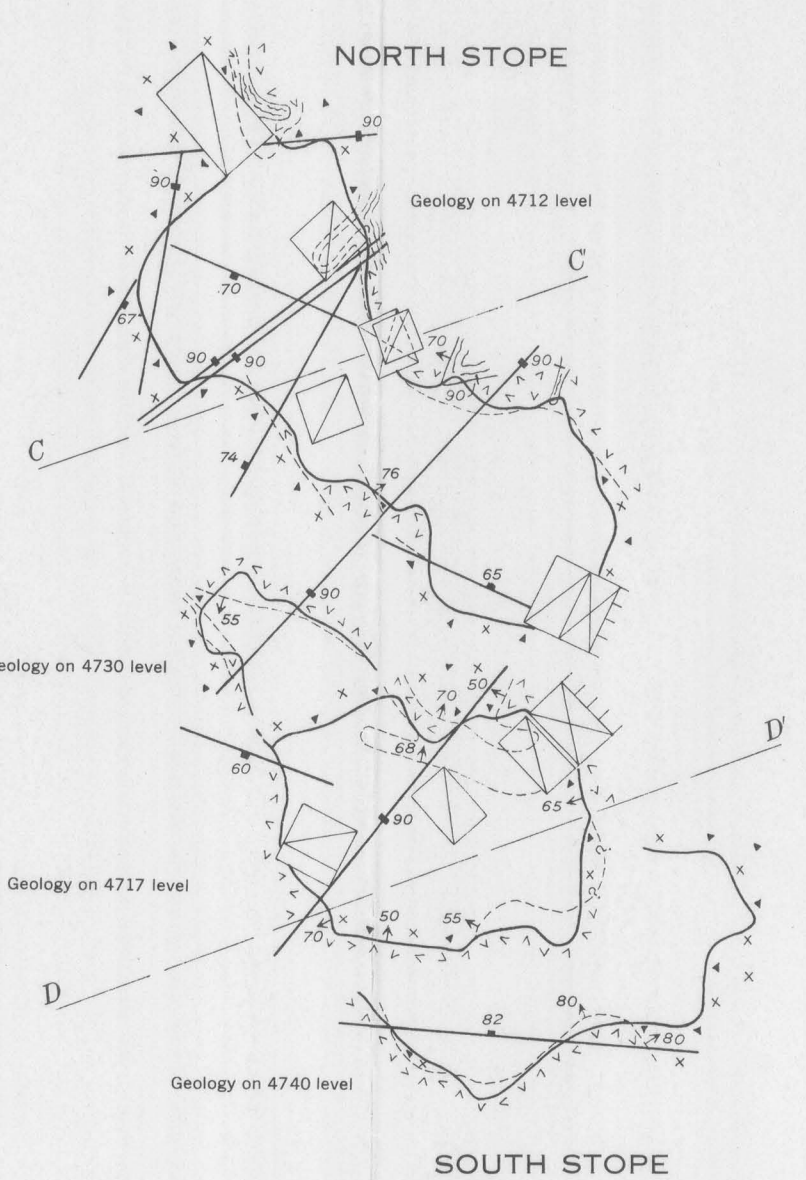 NORTH STOPE
90
90
Geology on 4712 level
C'
70
67
90
90
70
90
90
C
74
76
65
90
55
eology on 4730 level
50
70
68
D'
60
65
90
?
Geology on 4717 level
?
50
55
70
D
80
82
80
Geology on 4740 level
SOUTH STOPE